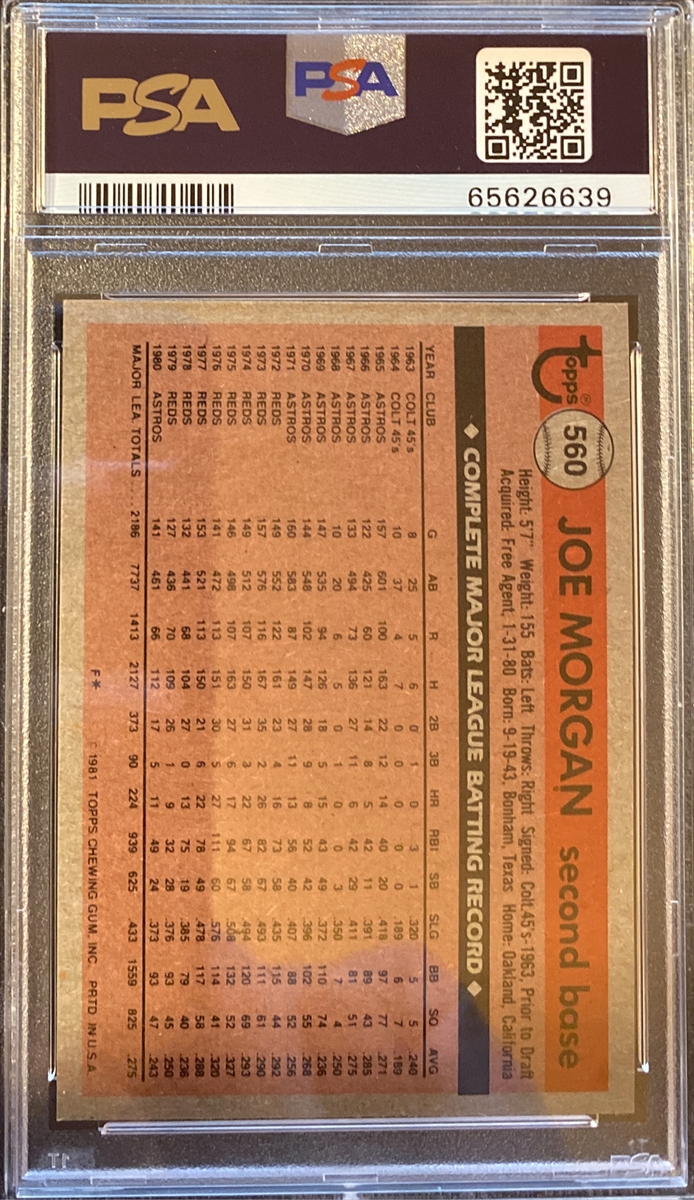 PSA
PSA
65626639
Topps®
560
JOE MORGAN second base
Height: 5'7" Weight: 155 Bats: Left Throws: Right Signed: Colt.45's-1963, Prior to Draft
Acquired: Free Agent, 1-31-80 Born: 9-19-43, Bonham, Texas Home: Oakland, California
◆ COMPLETE MAJOR LEAGUE BATTING RECORD ◆
YEAR CLUB G AB R H 2B 3B HR RBI SB SLG BB SO AVG
1963 COLT 45's 8 25 5 6 0 1 0 3 1 .320 5 5 .240
1964 COLT 45's 10 37 4 7 0 0 0 0 0 .189 6 7 .189
1965 ASTROS 157 601 100 163 22 12 14 40 20 .418 97 77 .271
1966 ASTROS 122 425 60 121 14 8 5 42 11 .391 89 43 .285
1967 ASTROS 133 494 73 136 27 11 6 42 29 .411 81 51 .275
1968 ASTROS 10 20 6 5 0 1 0 0 3 .350 7 4 .250
1969 ASTROS 147 535 94 126 18 5 15 43 49 .372 110 74 .236
1970 ASTROS 144 548 102 147 28 9 8 52 42 .396 102 55 .268
1971 ASTROS 160 583 87 149 27 11 13 56 40 .407 88 52 .256
1972 REDS 149 552 122 161 23 4 16 73 58 .435 115 44 .292
1973 REDS 157 576 116 167 35 2 26 82 67 .493 111 61 .290
1974 REDS 149 512 107 150 31 3 22 67 58 .494 120 69 .293
1975 REDS 146 498 107 163 27 6 17 94 67 .508 132 52 .327
1976 REDS 141 472 113 151 30 5 27 111 60 .576 114 41 .320
1977 REDS 153 521 113 150 21 6 22 78 49 .478 117 58 .288
1978 REDS 132 441 68 104 27 0 13 75 19 .385 79 40 .236
1979 REDS 127 436 70 109 26 1 9 32 28 .376 93 45 .250
1980 ASTROS 141 461 66 112 17 5 11 49 24 .373 93 47 .243
MAJOR LEA. TOTALS .... 2186 7737 1413 2127 373 90 224 939 625 .433 1559 825 .275
F* © 1981 TOPPS CHEWING GUM, INC. PRTD. IN U.S.A.
PSA